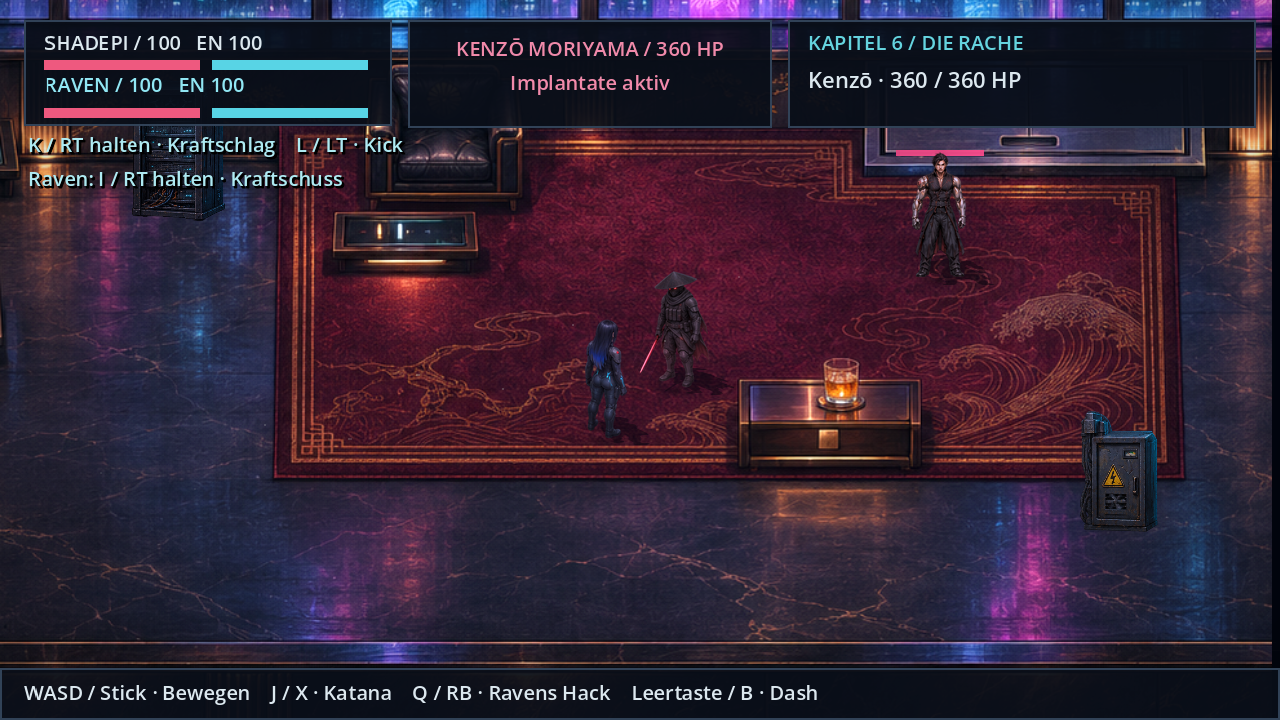 SHADEPI / 100 EN 100
RAVEN / 100 EN 100
KENZŌ MORIYAMA / 360 HP
Implantate aktiv
KAPITEL 6 / DIE RACHE
Kenzō · 360 / 360 HP
K / RT halten · Kraftschlag L / LT · Kick
Raven: I / RT halten · Kraftschuss
WASD / Stick · Bewegen J / X · Katana Q / RB · Ravens Hack Leertaste / B · Dash